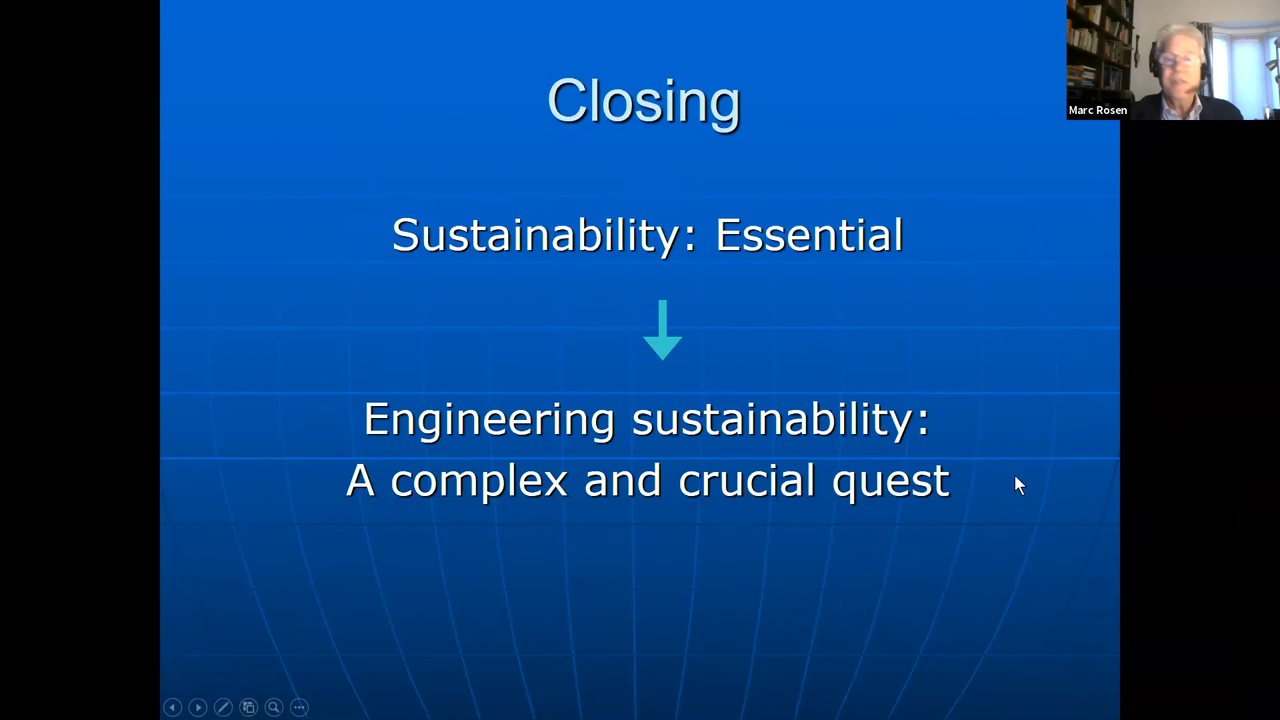 Closing
Marc Rosen
Sustainability: Essential
Engineering sustainability:
A complex and crucial quest